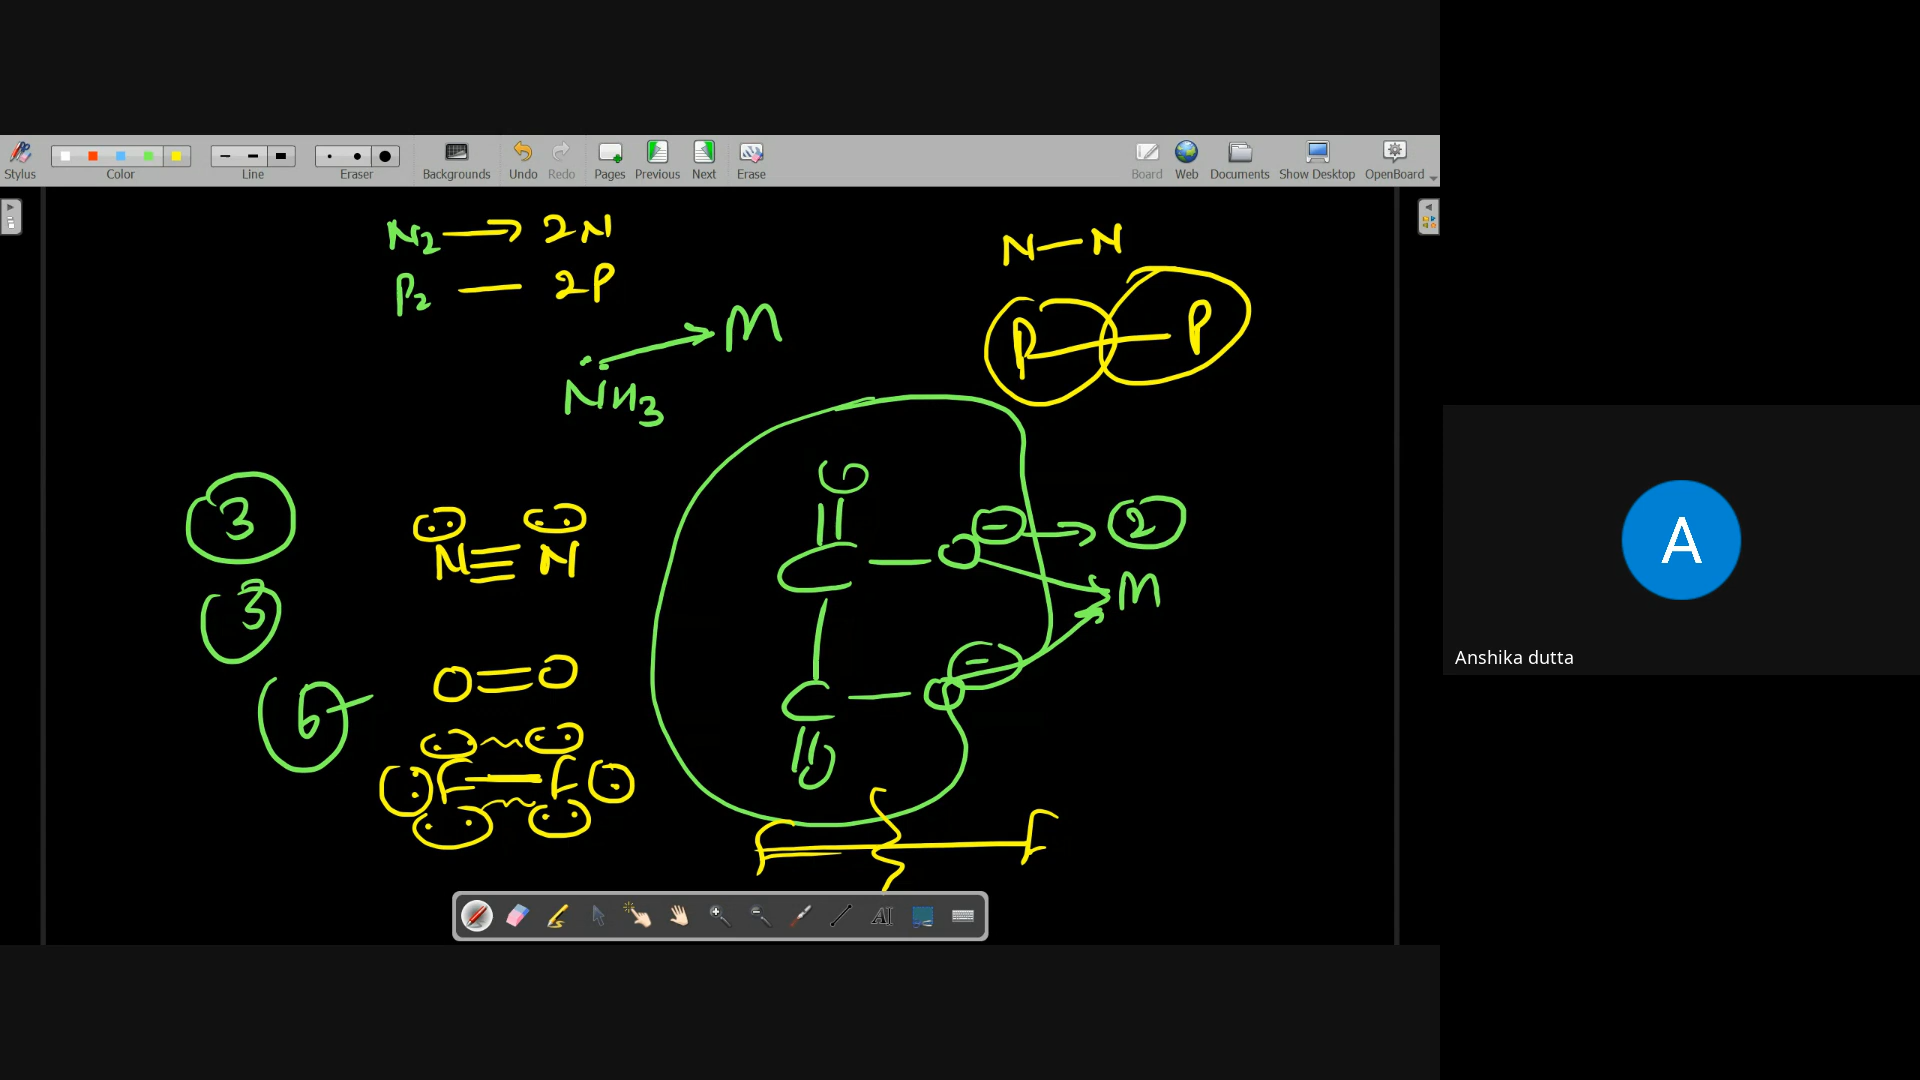 Stylus
Color
Line
Eraser
Backgrounds
Undo
Redo
Pages
Previous
Next
Erase
Board
Web
Documents
Show Desktop
OpenBoard
N2 → 2N
P2 — 2P
N—N
P — P
NH3 → M
3
3
6
N≡N
O=O
F—F
O
||
C — O - → 2
|
M
C — O -
||
O
F — F
A
Anshika dutta